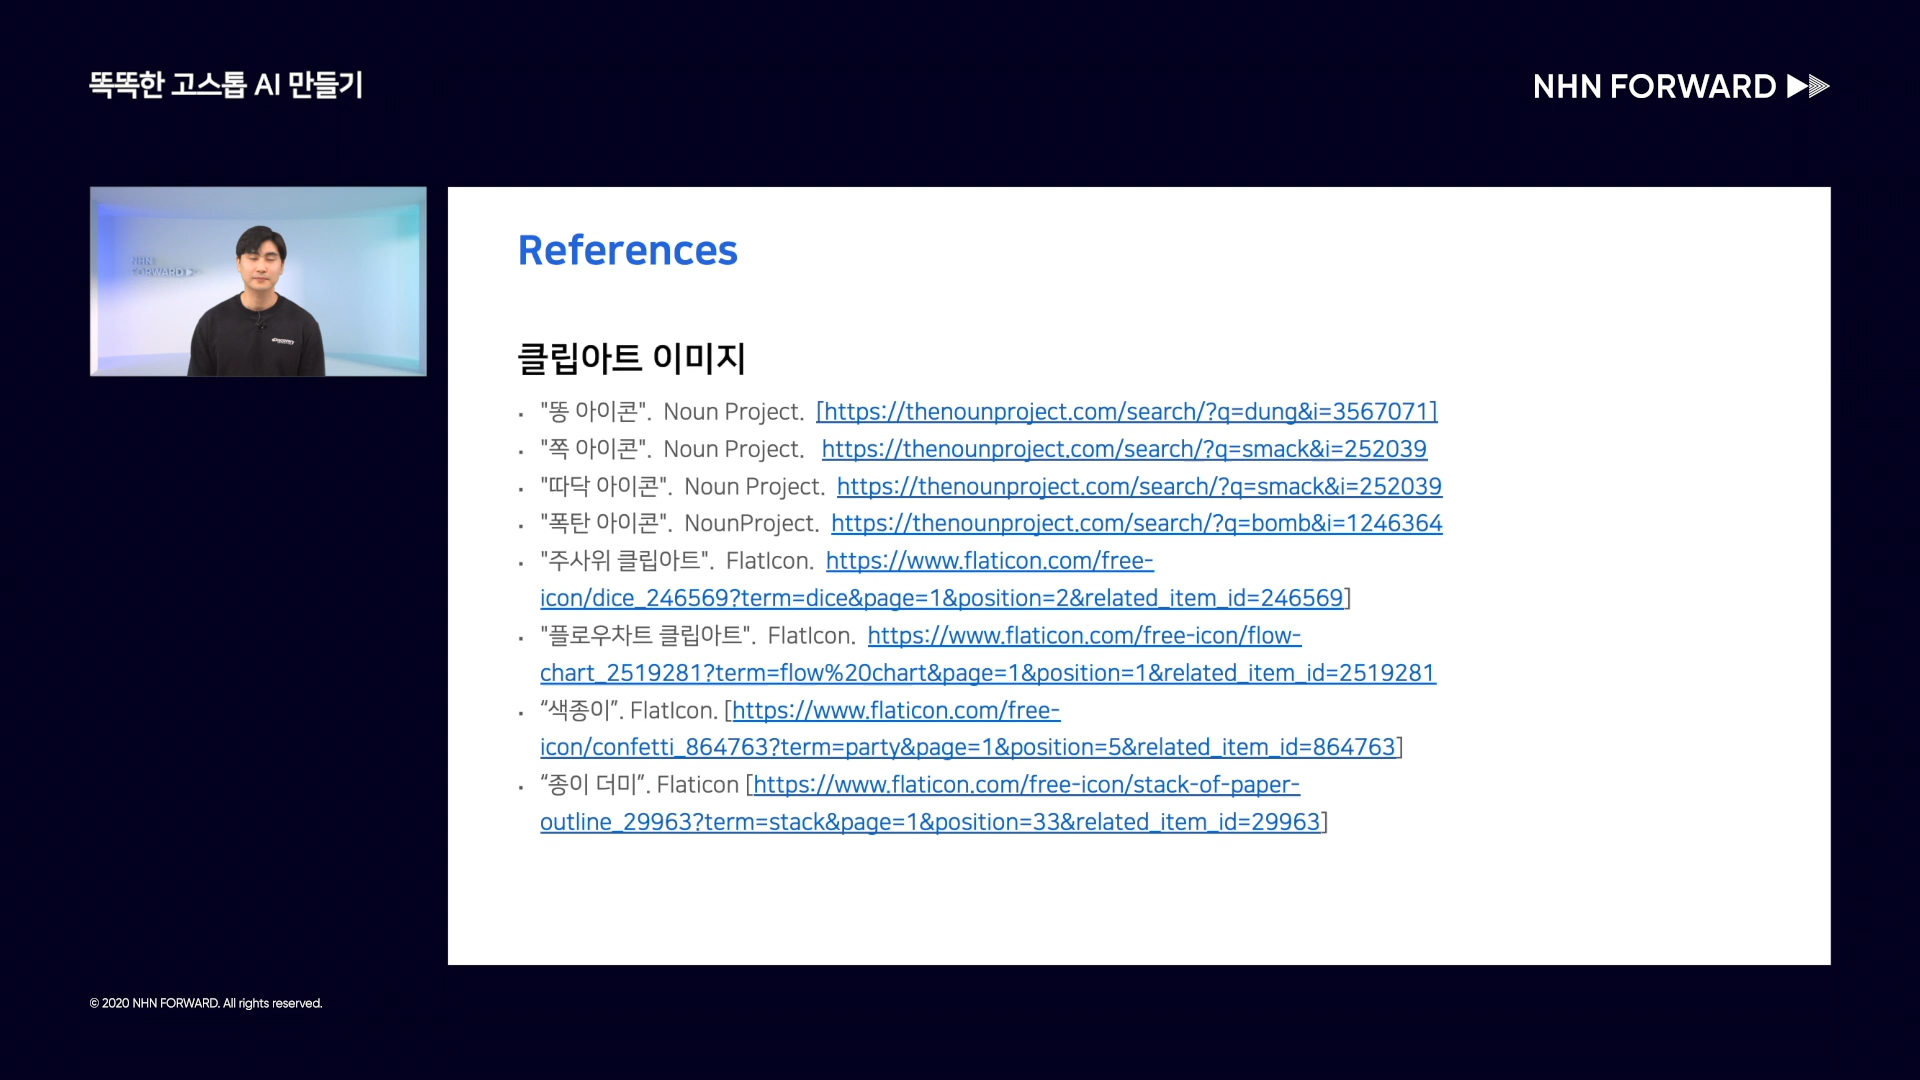 똑똑한 고스톱 AI 만들기
NHN FORWARD
NHN
FORWARD
References
클립아트 이미지
• "똥 아이콘". Noun Project. [https://thenounproject.com/search/?q=dung&i=3567071]
• "쪽 아이콘". Noun Project. https://thenounproject.com/search/?q=smack&i=252039
• "따닥 아이콘". Noun Project. https://thenounproject.com/search/?q=smack&i=252039
• "폭탄 아이콘". NounProject. https://thenounproject.com/search/?q=bomb&i=1246364
• "주사위 클립아트". FlatIcon. https://www.flaticon.com/free-
icon/dice_246569?term=dice&page=1&position=2&related_item_id=246569]
• "플로우차트 클립아트". FlatIcon. https://www.flaticon.com/free-icon/flow-
chart_2519281?term=flow%20chart&page=1&position=1&related_item_id=2519281
• “색종이”. FlatIcon. [https://www.flaticon.com/free-
icon/confetti_864763?term=party&page=1&position=5&related_item_id=864763]
• “종이 더미”. Flaticon [https://www.flaticon.com/free-icon/stack-of-paper-
outline_29963?term=stack&page=1&position=33&related_item_id=29963]
© 2020 NHN FORWARD. All rights reserved.